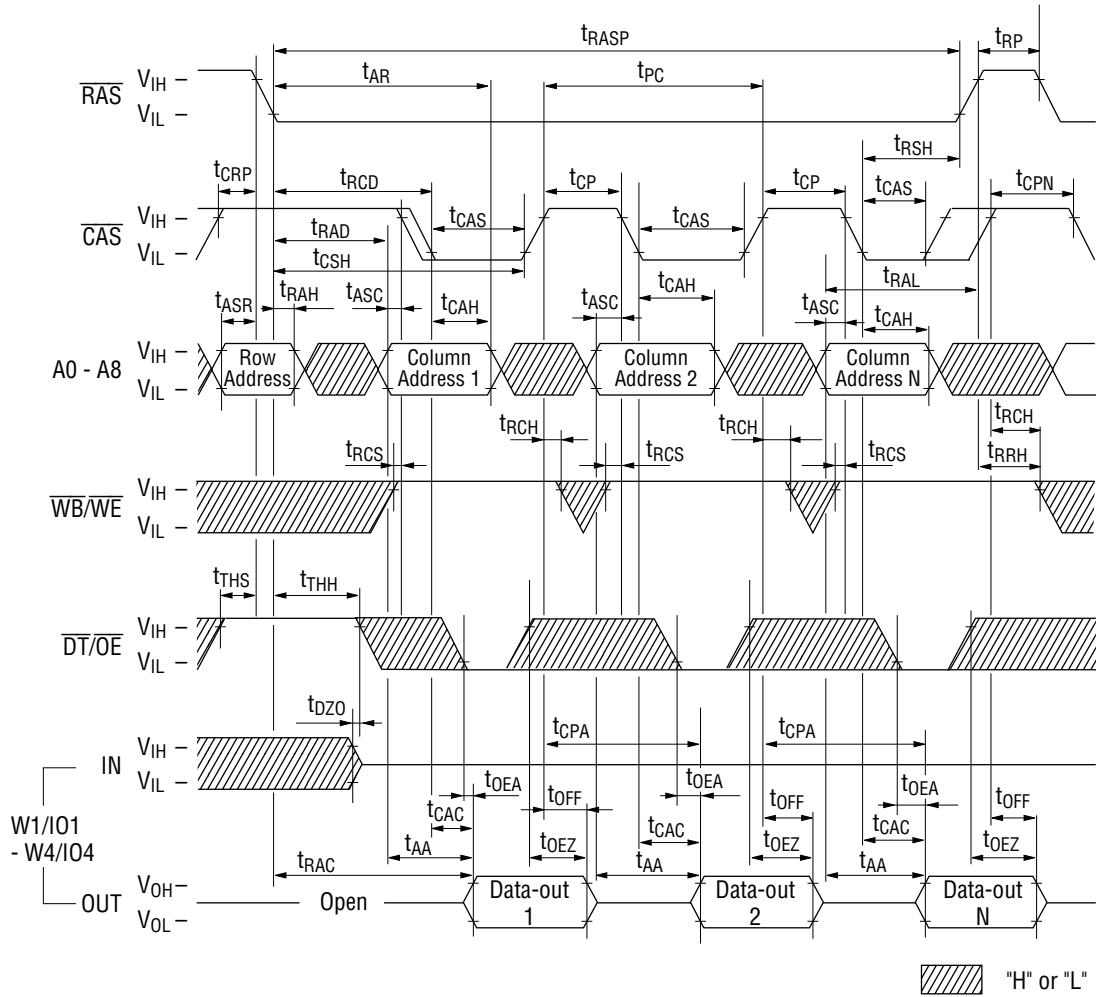 tRASP tRP
tAR tPC
RAS VIH –
VIL –
tRSH
tCRP tRCD tCP tCP tCAS tCPN
CAS VIH –
VIL –
tCAS tCAS
tRAD
tCSH
tRAL
tASR tRAH tASC tCAH tASC tCAH tASC tCAH
A0 - A8 VIH –
VIL –
Row Address
Column Address 1
Column Address 2
Column Address N
tRCH tRCH tRCH
tRCS tRCS tRCS tRRH
WB/WE VIH –
VIL –
tTHS tTHH
DT/OE VIH –
VIL –
tDZO
tCPA tCPA
IN VIH –
VIL –
tOEA tOEA tOEA
tOFF tOFF tOFF
W1/IO1
- W4/IO4
tCAC tCAC tCAC
tAA tOEZ tAA tOEZ tAA tOEZ
tRAC
OUT VOH –
VOL –
Open
Data-out 1
Data-out 2
Data-out N
"H" or "L"